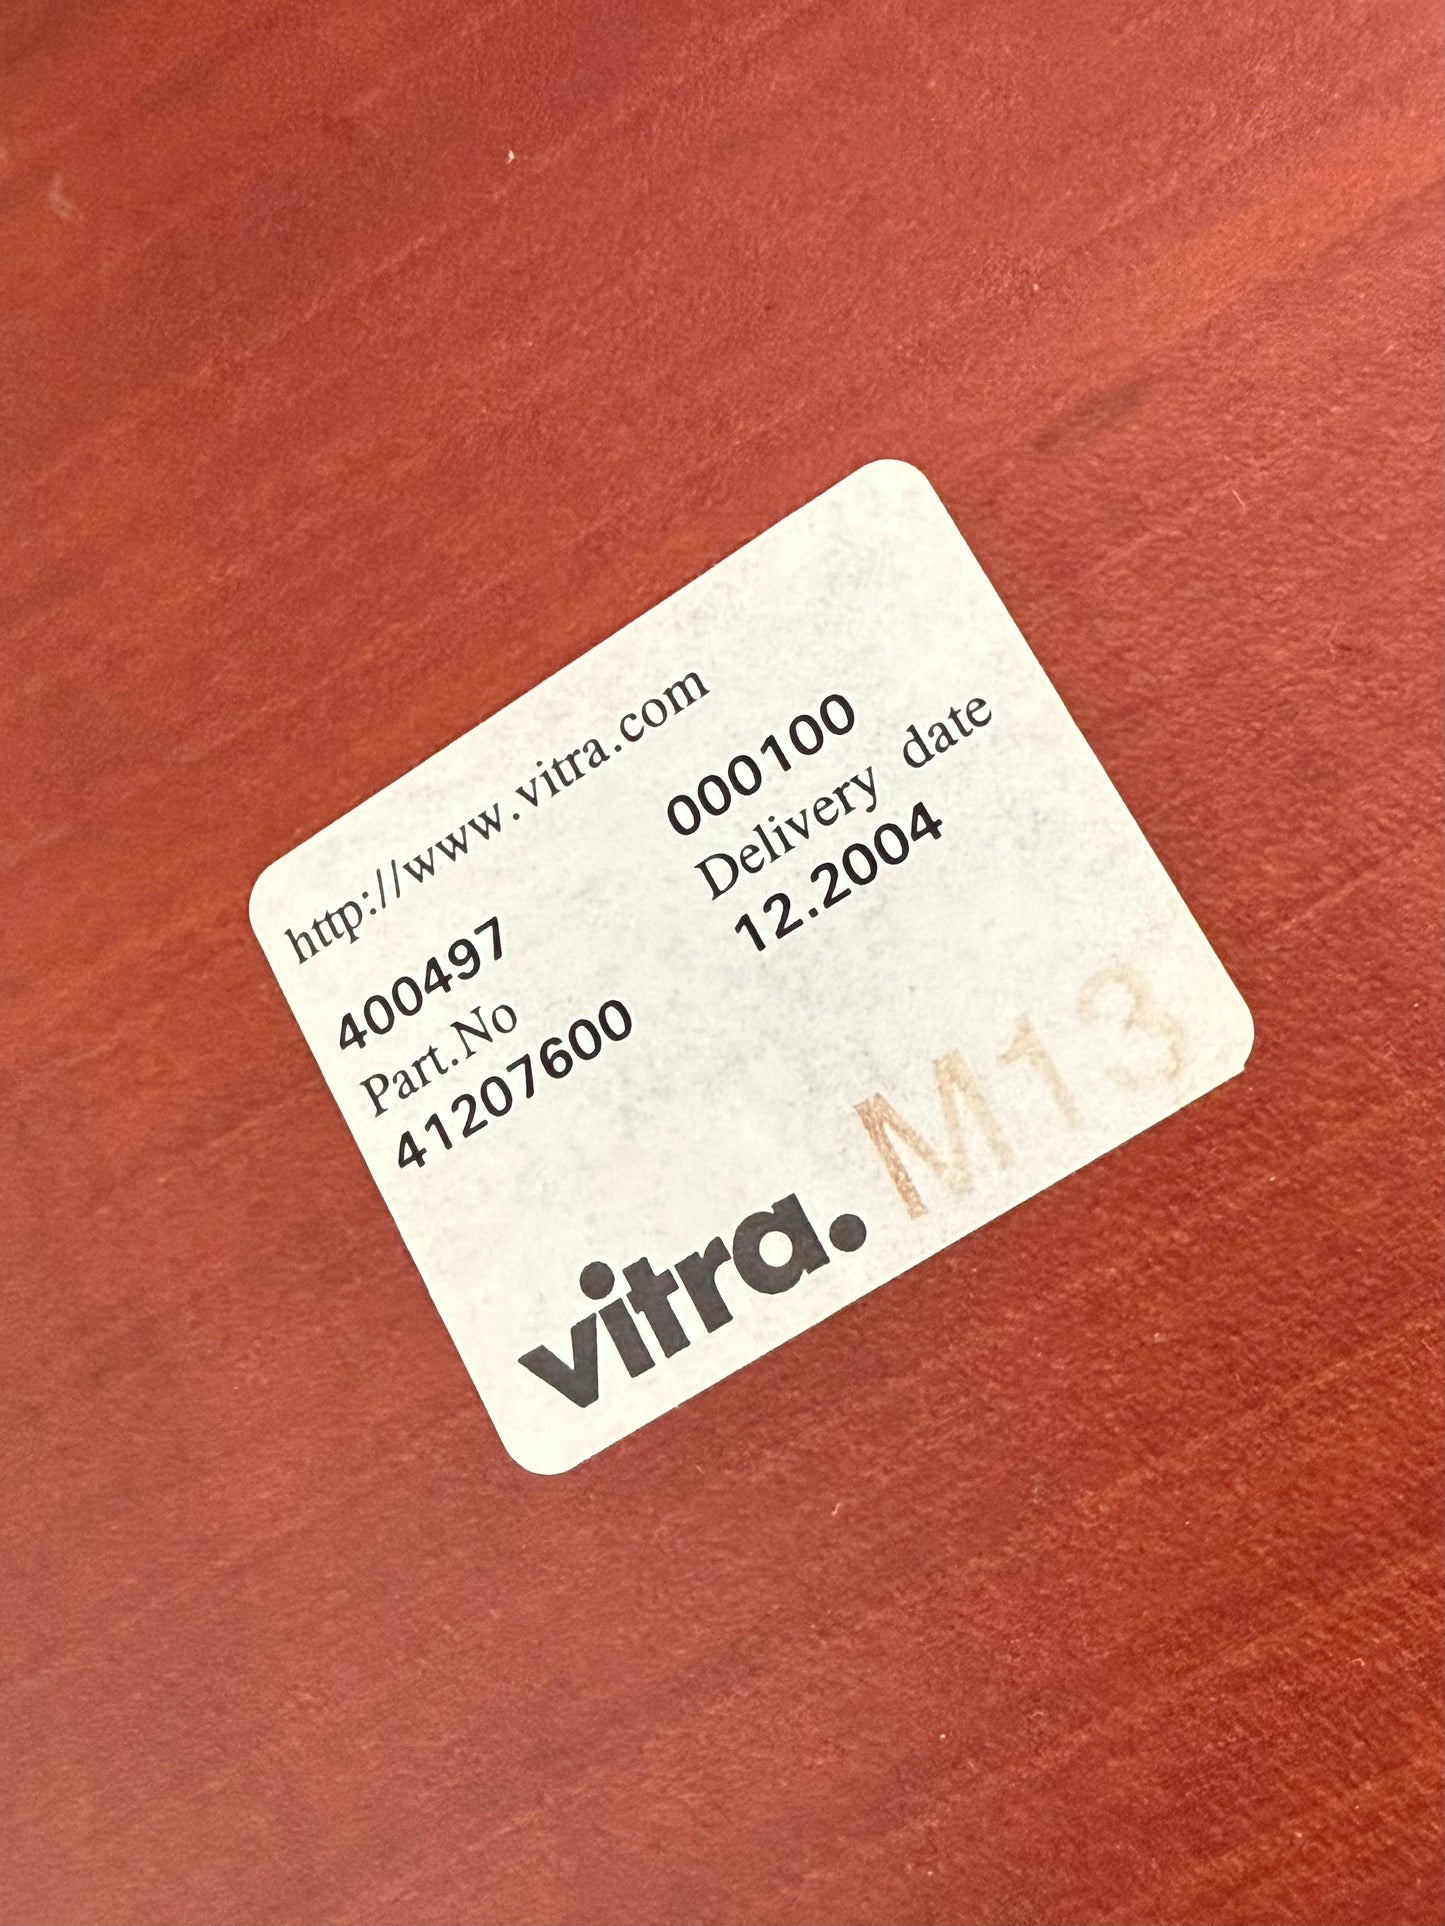 http://www.vitra.com
400497 000100
Part.No Delivery date
41207600 12.2004
vitra. M13